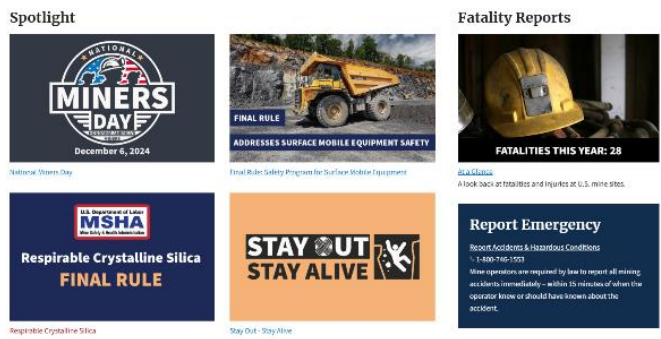 Spotlight
NATIONAL
MINERS
DAY
December 6, 2024
National Miners Day
FINAL RULE
ADDRESSES SURFACE MOBILE EQUIPMENT SAFETY
Final Rule: Safety Program for Surface Mobile Equipment
U.S. Department of Labor
MSHA
Mine Safety & Health Administration
Respirable Crystalline Silica
FINAL RULE
Respirable Crystalline Silica
STAY OUT
STAY ALIVE
Stay Out - Stay Alive
Fatality Reports
FATALITIES THIS YEAR: 28
At a Glance
A look back at fatalities and injuries at U.S. mine sites.
Report Emergency
Report Accidents & Hazardous Conditions
1-800-746-1553
Mine operators are required by law to report all mining
accidents immediately – within 15 minutes of when the
operator knew or should have known about the
accident.